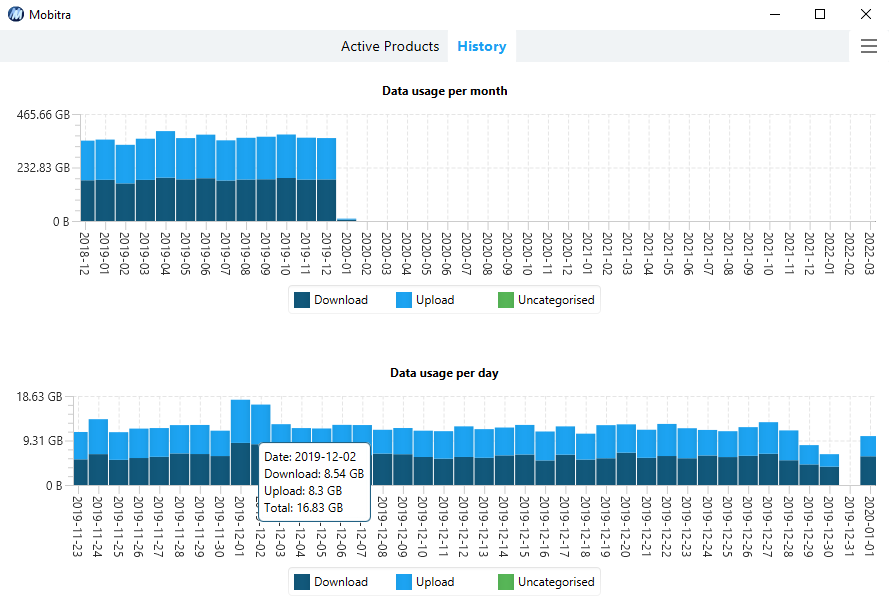 Mobitra
Active Products History
Data usage per month
465.66 GB
232.83 GB
0 B
2018-12 2019-01 2019-02 2019-03 2019-04 2019-05 2019-06 2019-07 2019-08 2019-09 2019-10 2019-11 2019-12 2020-01 2020-02 2020-03 2020-04 2020-05 2020-06 2020-07 2020-08 2020-09 2020-10 2020-11 2020-12 2021-01 2021-02 2021-03 2021-04 2021-05 2021-06 2021-07 2021-08 2021-09 2021-10 2021-11 2021-12 2022-01 2022-02 2022-03
Download Upload Uncategorised
Data usage per day
18.63 GB
9.31 GB
0 B
Date: 2019-12-02
Download: 8.54 GB
Upload: 8.3 GB
Total: 16.83 GB
2019-11-23 2019-11-24 2019-11-25 2019-11-26 2019-11-27 2019-11-28 2019-11-29 2019-11-30 2019-12-01 2019-12-02 2019-12-03 2019-12-04 2019-12-05 2019-12-06 2019-12-07 2019-12-08 2019-12-09 2019-12-10 2019-12-11 2019-12-12 2019-12-13 2019-12-14 2019-12-15 2019-12-16 2019-12-17 2019-12-18 2019-12-19 2019-12-20 2019-12-21 2019-12-22 2019-12-23 2019-12-24 2019-12-25 2019-12-26 2019-12-27 2019-12-28 2019-12-29 2019-12-30 2019-12-31 2020-01-01
Download Upload Uncategorised